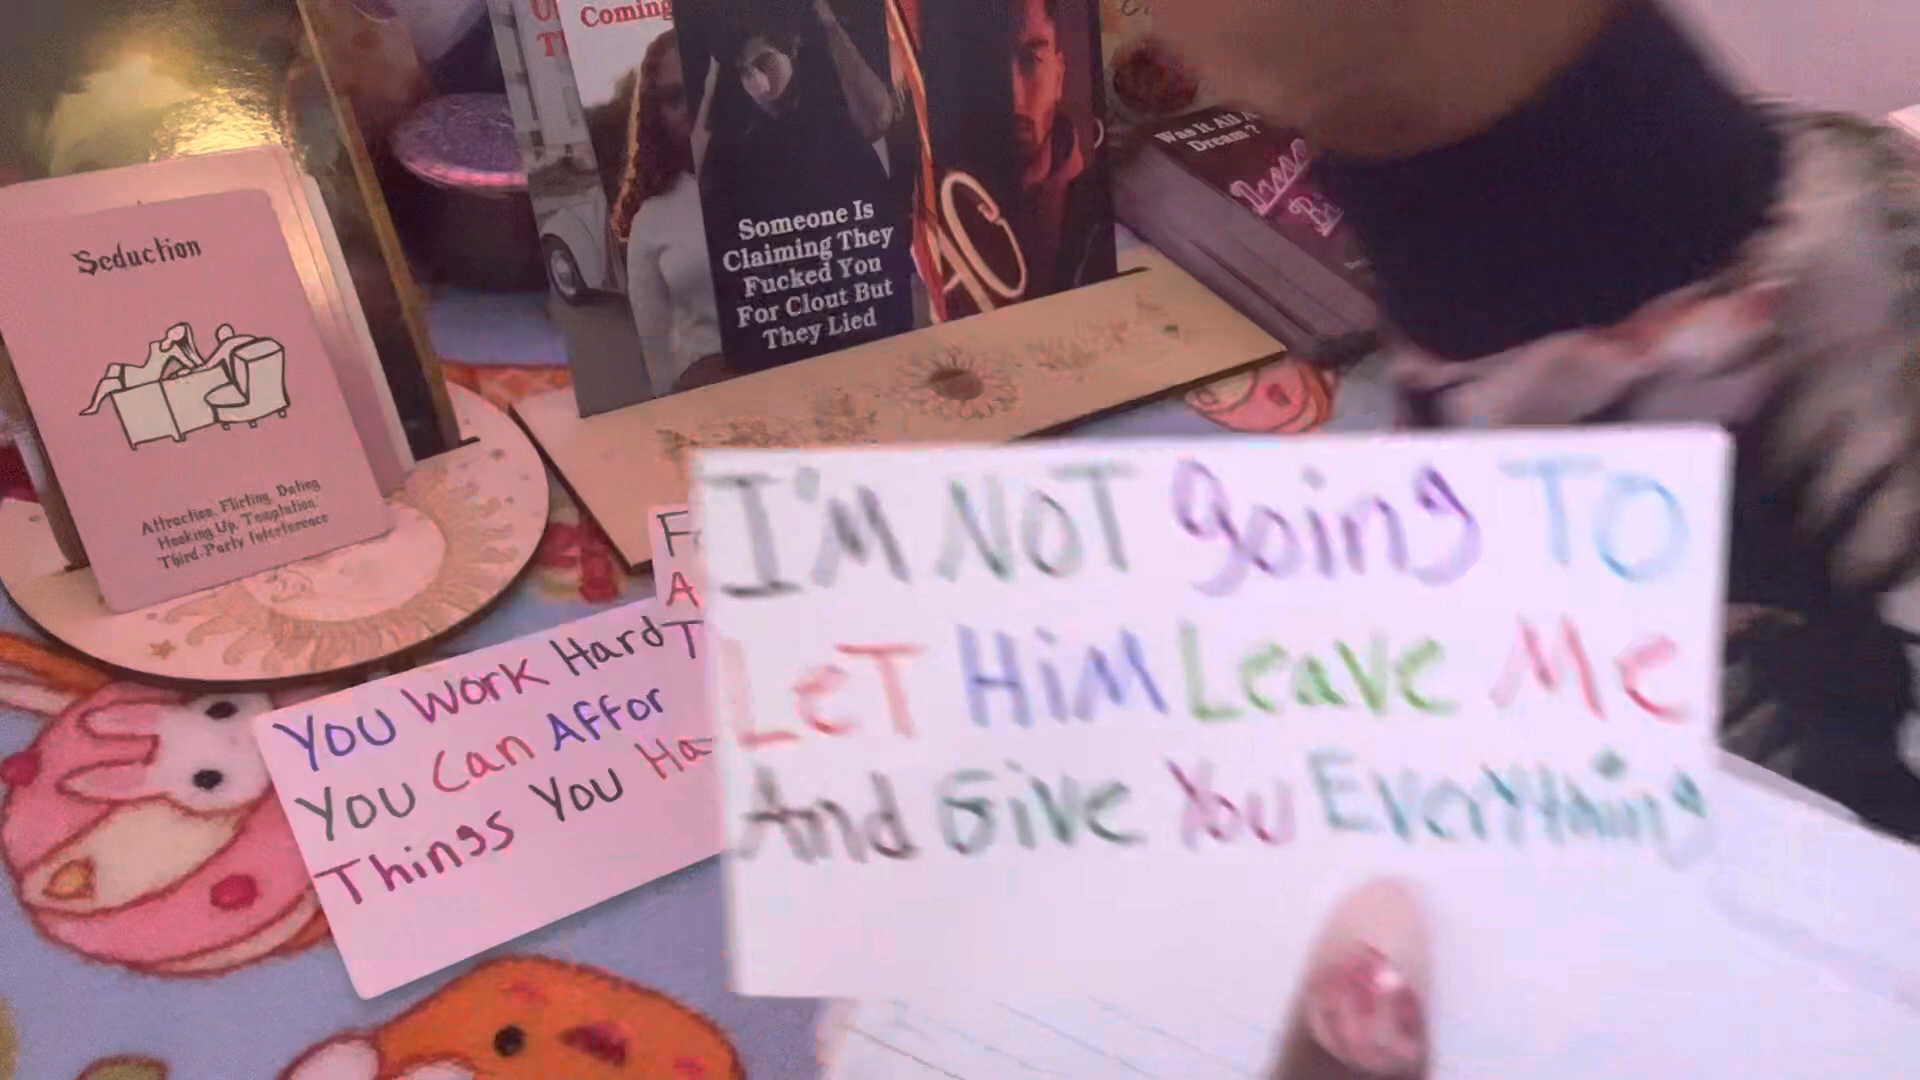 Coming
Someone Is
Claiming They
Fucked You
For Clout But
They Lied
Was It All A
Dream?
Seduction
Attraction, Flirting, Dating
Hooking Up, Temptation,
Third-Party Interference
I'M NOT going TO
LeT HiM Leave Me
And Give You Everything
You Work Hard
You Can Affor
Things You Ha